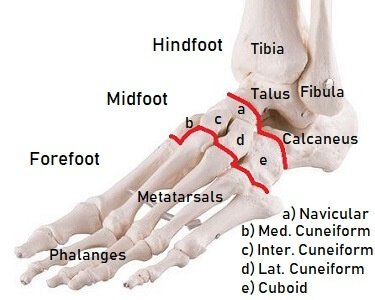 Hindfoot
Tibia
Talus
Fibula
Midfoot
a
b
c
Calcaneus
d
e
Forefoot
Metatarsals
Phalanges
a) Navicular
b) Med. Cuneiform
c) Inter. Cuneiform
d) Lat. Cuneiform
e) Cuboid